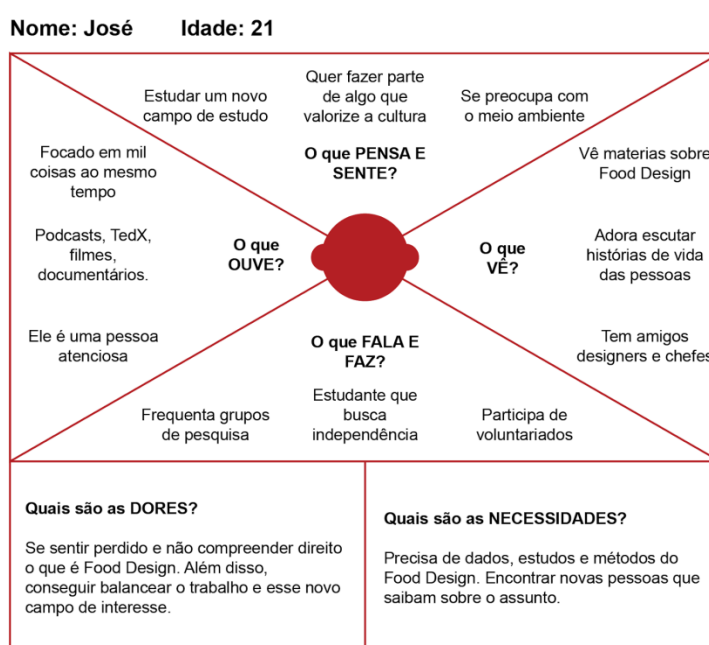 Nome: José Idade: 21
Estudar um novo
campo de estudo
Quer fazer parte
de algo que
valorize a cultura
Se preocupa com
o meio ambiente
O que PENSA E
SENTE?
Focado em mil
coisas ao mesmo
tempo
Podcasts, TedX,
filmes,
documentários.
Ele é uma pessoa
atenciosa
O que
OUVE?
O que
VÊ?
Vê materias sobre
Food Design
Adora escutar
histórias de vida
das pessoas
Tem amigos
designers e chefes
O que FALA E
FAZ?
Frequenta grupos
de pesquisa
Estudante que
busca
independência
Participa de
voluntariados
Quais são as DORES?
Se sentir perdido e não compreender direito
o que é Food Design. Além disso,
conseguir balancear o trabalho e esse novo
campo de interesse.
Quais são as NECESSIDADES?
Precisa de dados, estudos e métodos do
Food Design. Encontrar novas pessoas que
saibam sobre o assunto.